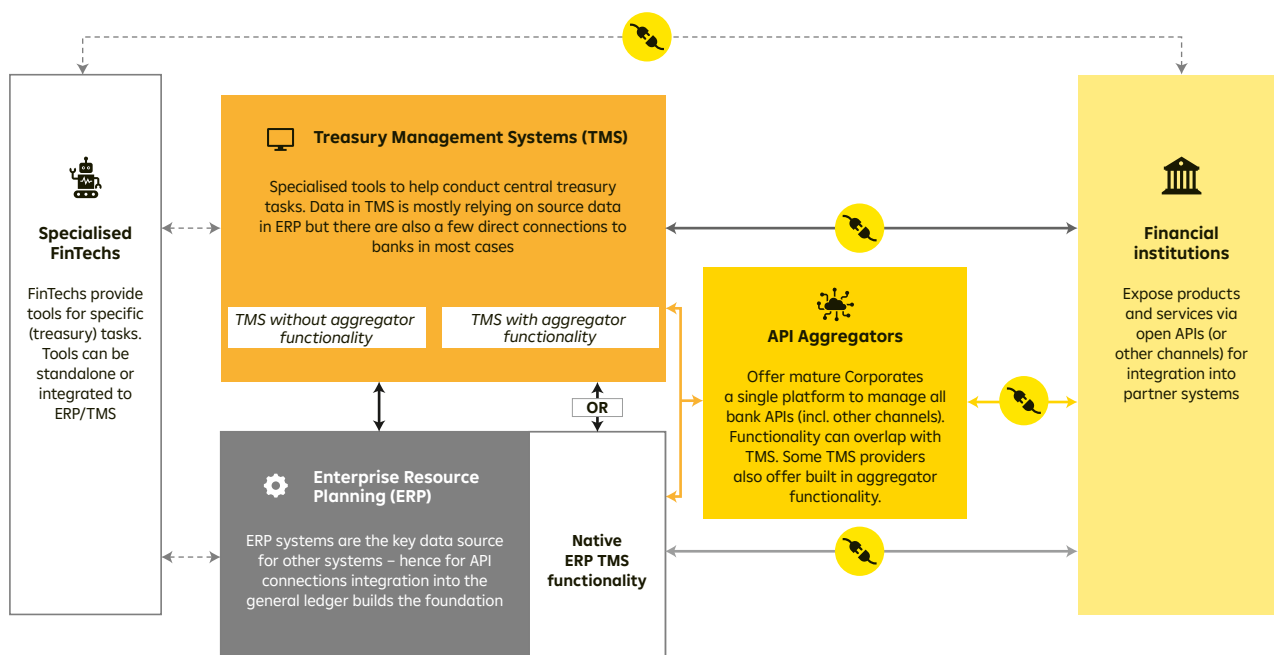 Specialised
FinTechs
FinTechs provide
tools for specific
(treasury) tasks.
Tools can be
standalone or
integrated to
ERP/TMS
Treasury Management Systems (TMS)
Specialised tools to help conduct central treasury
tasks. Data in TMS is mostly relying on source data
in ERP but there are also a few direct connections to
banks in most cases
TMS without aggregator
functionality
TMS with aggregator
functionality
OR
Enterprise Resource
Planning (ERP)
ERP systems are the key data source
for other systems – hence for API
connections integration into the
general ledger builds the foundation
Native
ERP TMS
functionality
API Aggregators
Offer mature Corporates
a single platform to manage all
bank APIs (incl. other channels).
Functionality can overlap with
TMS. Some TMS providers
also offer built in aggregator
functionality.
Financial
institutions
Expose products
and services via
open APIs (or
other channels) for
integration into
partner systems